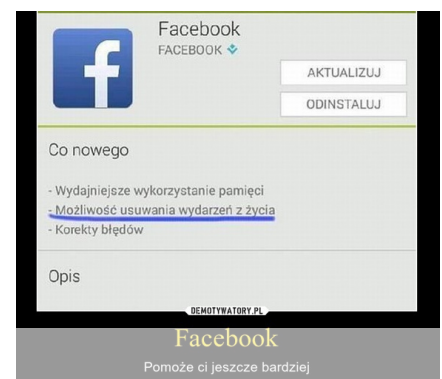 Facebook
FACEBOOK
AKTUALIZUJ
ODINSTALUJ
Co nowego
- Wydajniejsze wykorzystanie pamięci
- Możliwość usuwania wydarzeń z życia
- Korekty błędów
Opis
DEMOTYWATORY.PL
Facebook
Pomoże ci jeszcze bardziej